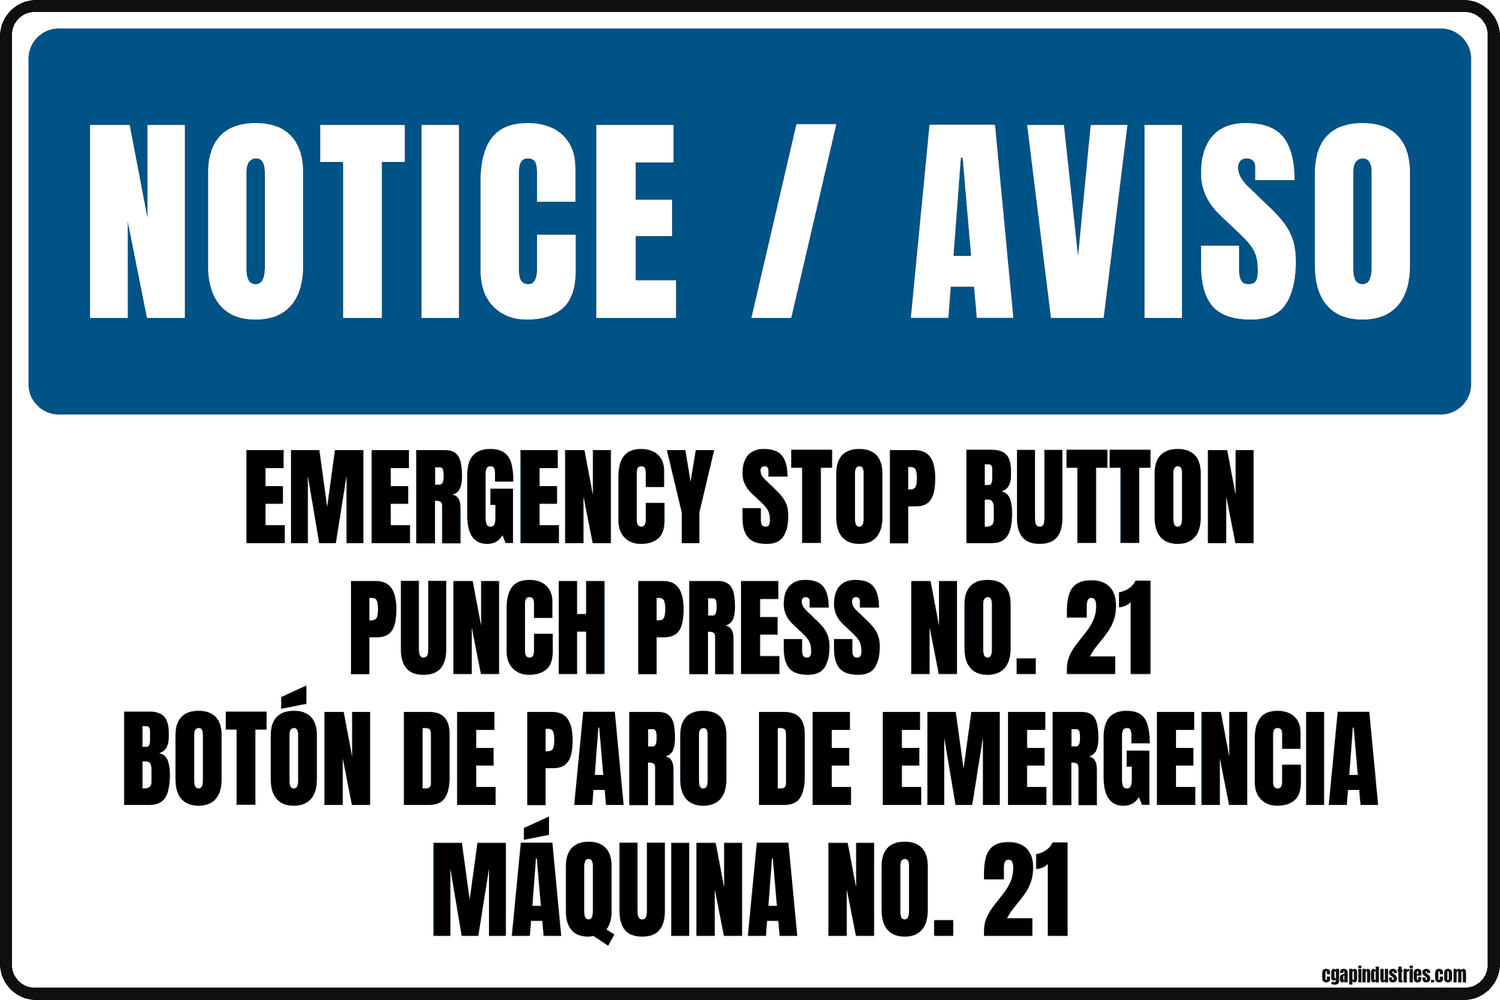 NOTICE / AVISO
EMERGENCY STOP BUTTON
PUNCH PRESS NO. 21
BOTÓN DE PARO DE EMERGENCIA
MÁQUINA NO. 21
cgapindustries.com